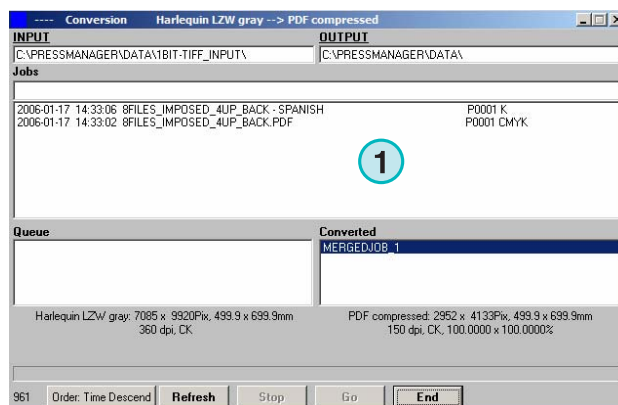 ---- Conversion Harlequin LZW gray --> PDF compressed
INPUT OUTPUT
C:\PRESSMANAGER\DATA\1BIT-TIFF_INPUT\ C:\PRESSMANAGER\DATA\
Jobs
2006-01-17 14:33:06 8FILES_IMPOSED_4UP_BACK - SPANISH P0001 K
2006-01-17 14:33:02 8FILES_IMPOSED_4UP_BACK.PDF P0001 CMYK
1
Queue Converted
MERGEDJOB_1
Harlequin LZW gray: 7085 x 9920Pix, 499.9 x 699.9mm PDF compressed: 2952 x 4133Pix, 499.9 x 699.9mm
360 dpi, CK 150 dpi, CK, 100.0000 x 100.0000%
961 Order: Time Descend Refresh Stop Go End